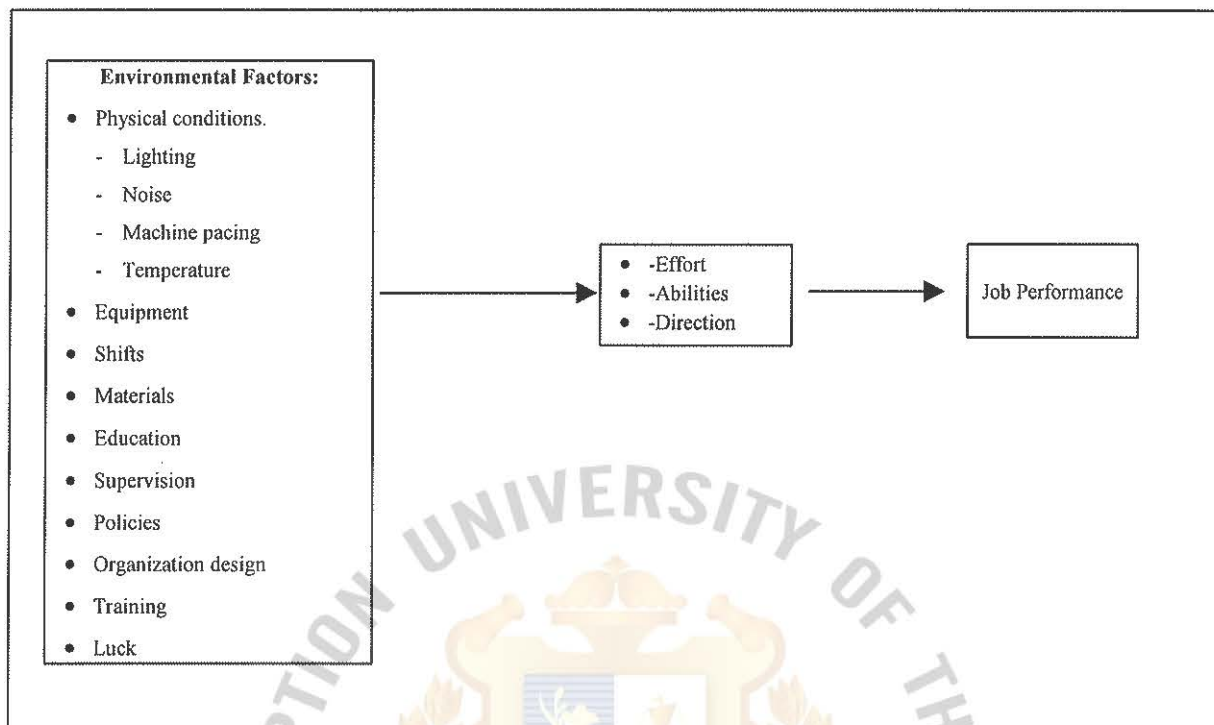 Environmental Factors:
• Physical conditions.
- Lighting
- Noise
- Machine pacing
- Temperature
• Equipment
• Shifts
• Materials
• Education
• Supervision
• Policies
• Organization design
• Training
• Luck
• -Effort
• -Abilities
• -Direction
Job Performance
UNIVERSITY OF